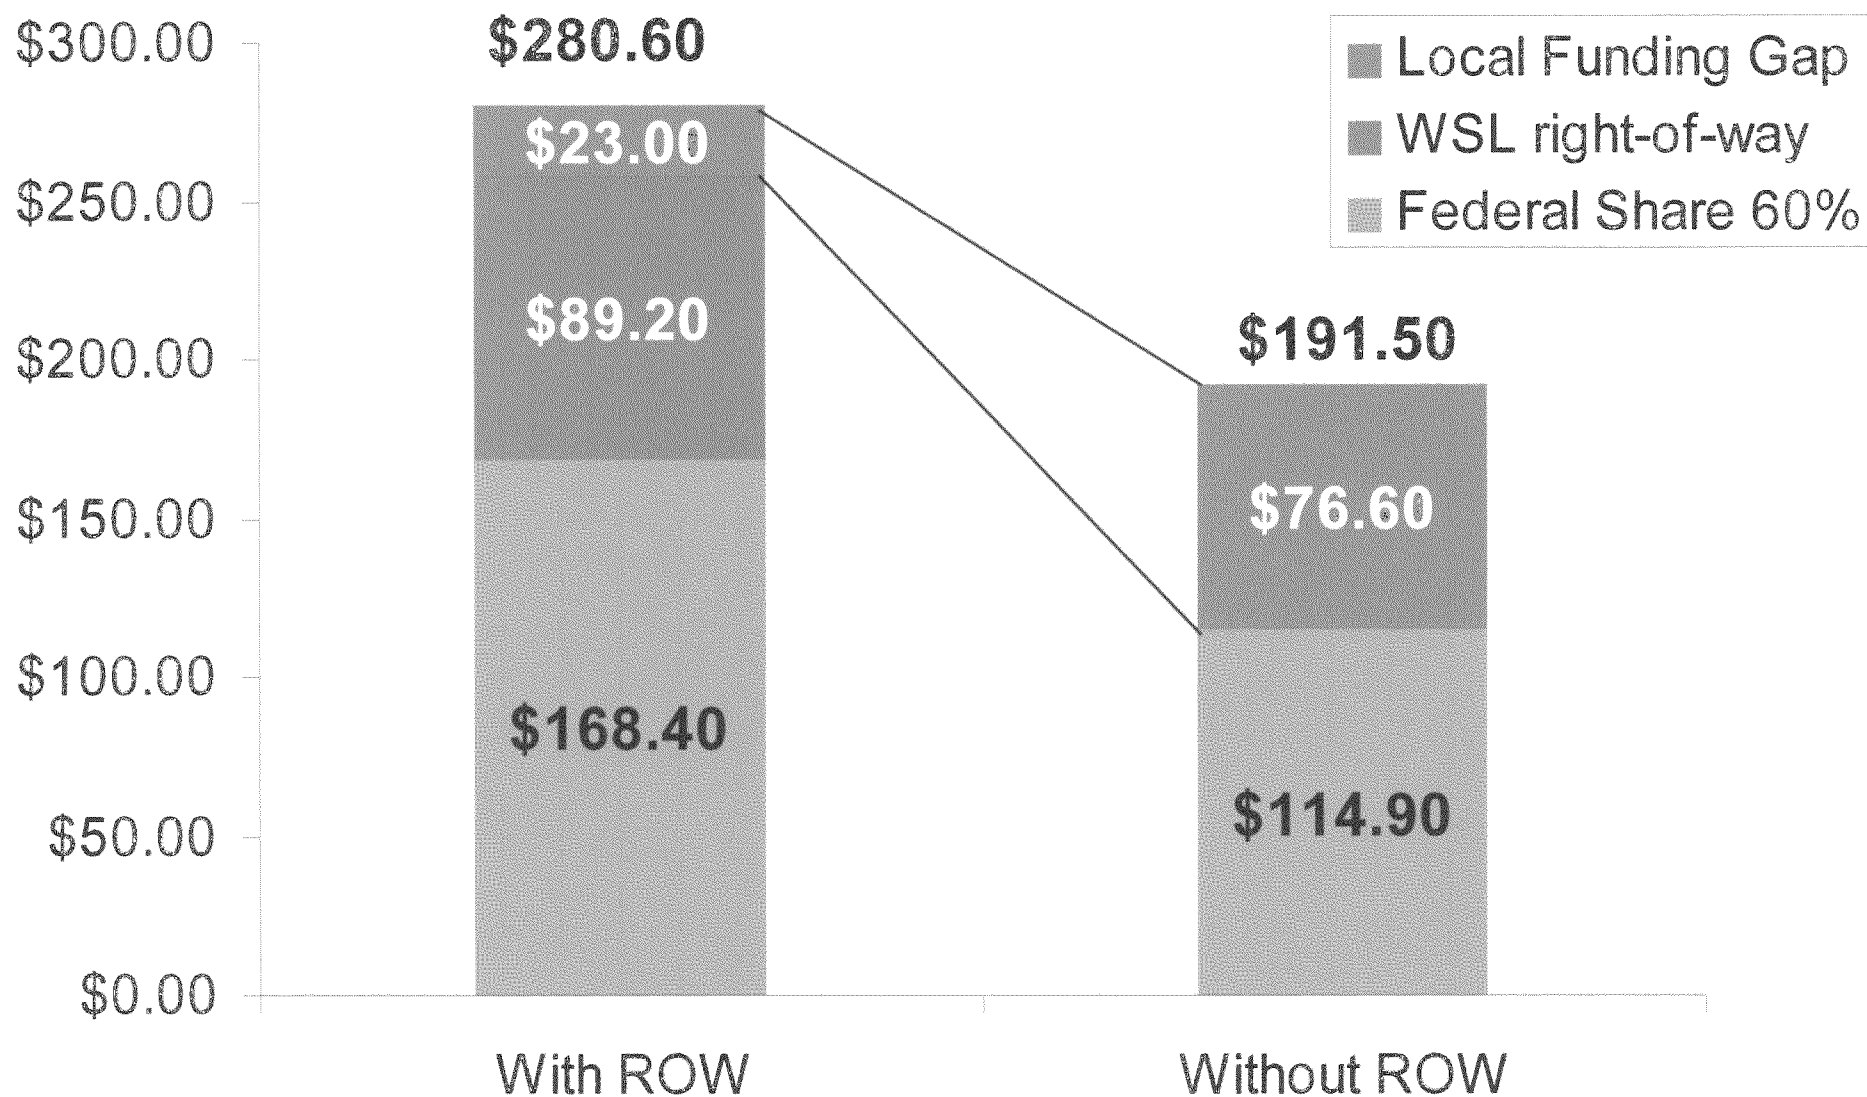 $300.00
$250.00
$200.00
$150.00
$100.00
$50.00
$0.00
$280.60
$23.00
$89.20
$168.40
$191.50
$76.60
$114.90
With ROW
Without ROW
Local Funding Gap
WSL right-of-way
Federal Share 60%